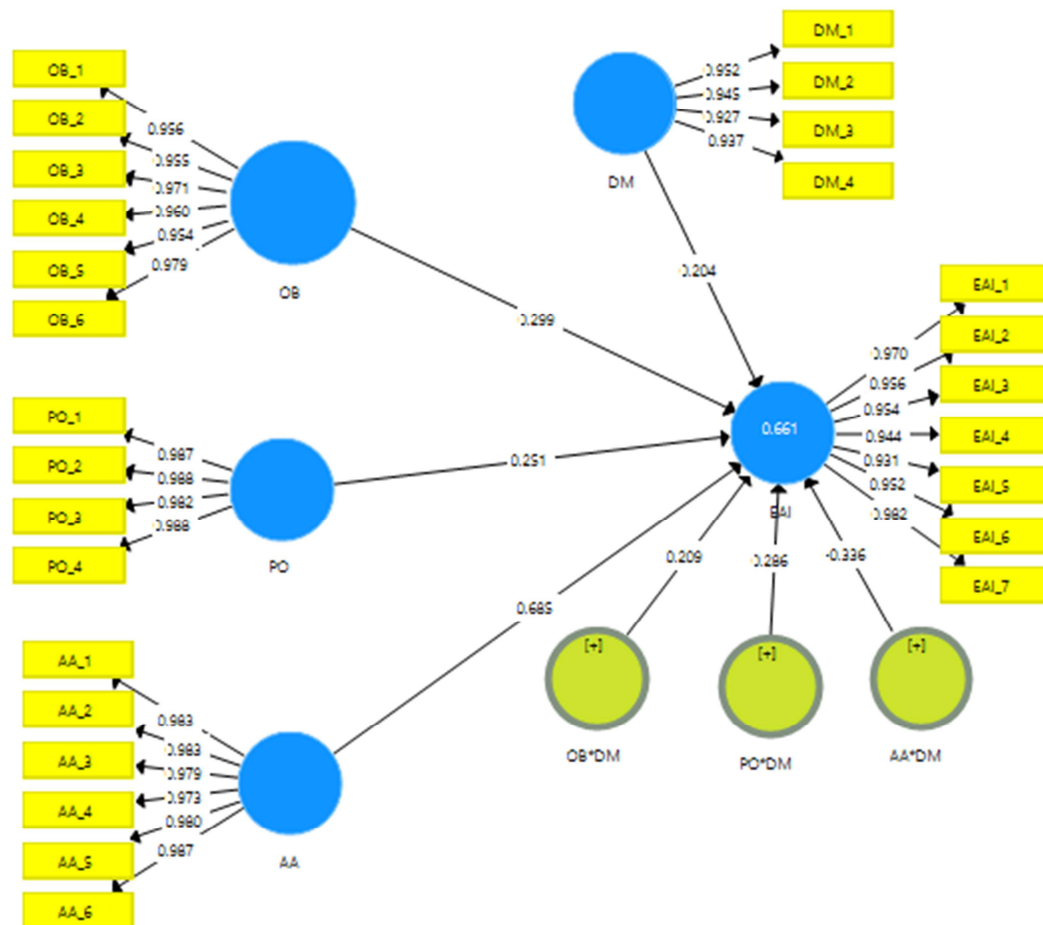 OB_1
OB_2
OB_3
OB_4
OB_5
OB_6
0.956
0.955
0.971
0.960
0.954
0.979
OB
DM_1
DM_2
DM_3
DM_4
0.952
0.945
0.927
0.937
DM
0.204
0.299
PO_1
PO_2
PO_3
PO_4
0.987
0.988
0.982
0.988
PO
0.251
EAI_1
EAI_2
EAI_3
EAI_4
EAI_5
EAI_6
EAI_7
0.970
0.956
0.954
0.944
0.931
0.952
0.982
0.661
EAI
AA_1
AA_2
AA_3
AA_4
AA_5
AA_6
0.983
0.983
0.979
0.973
0.980
0.987
AA
0.685
0.209
0.286
-0.336
[+]
[+]
[+]
OB*DM
PO*DM
AA*DM